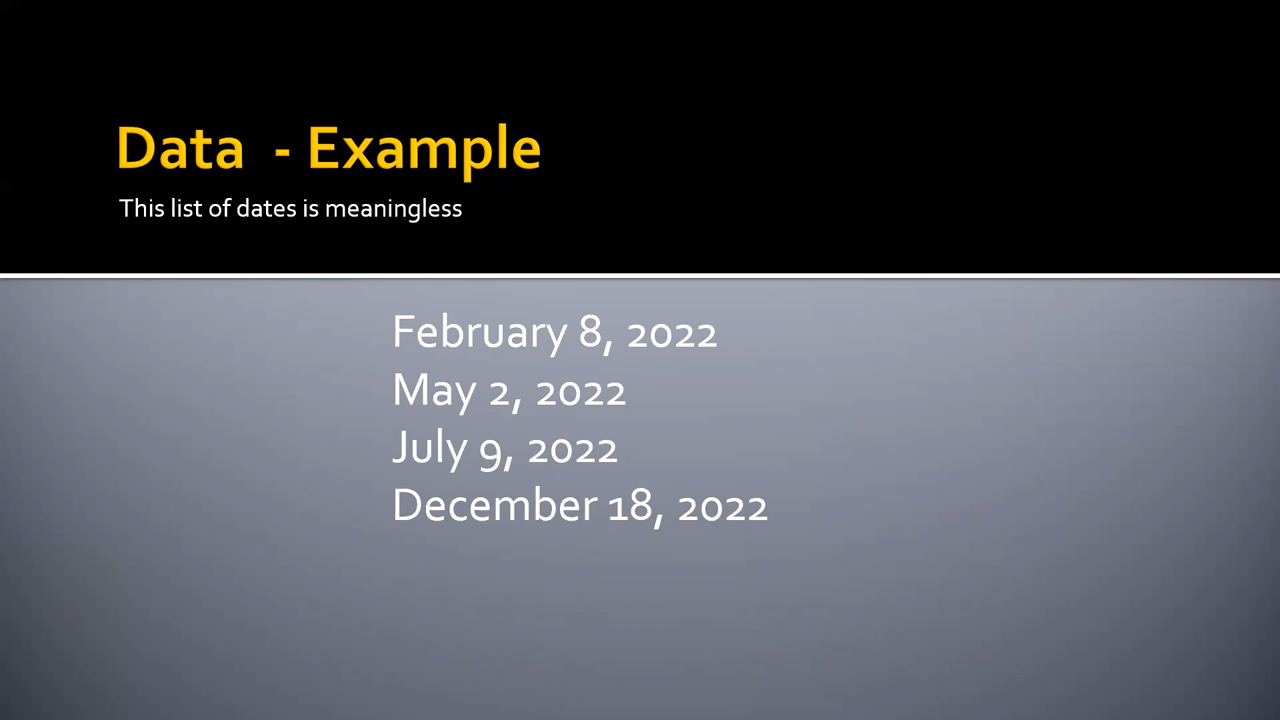 Data - Example
This list of dates is meaningless
February 8, 2022
May 2, 2022
July 9, 2022
December 18, 2022